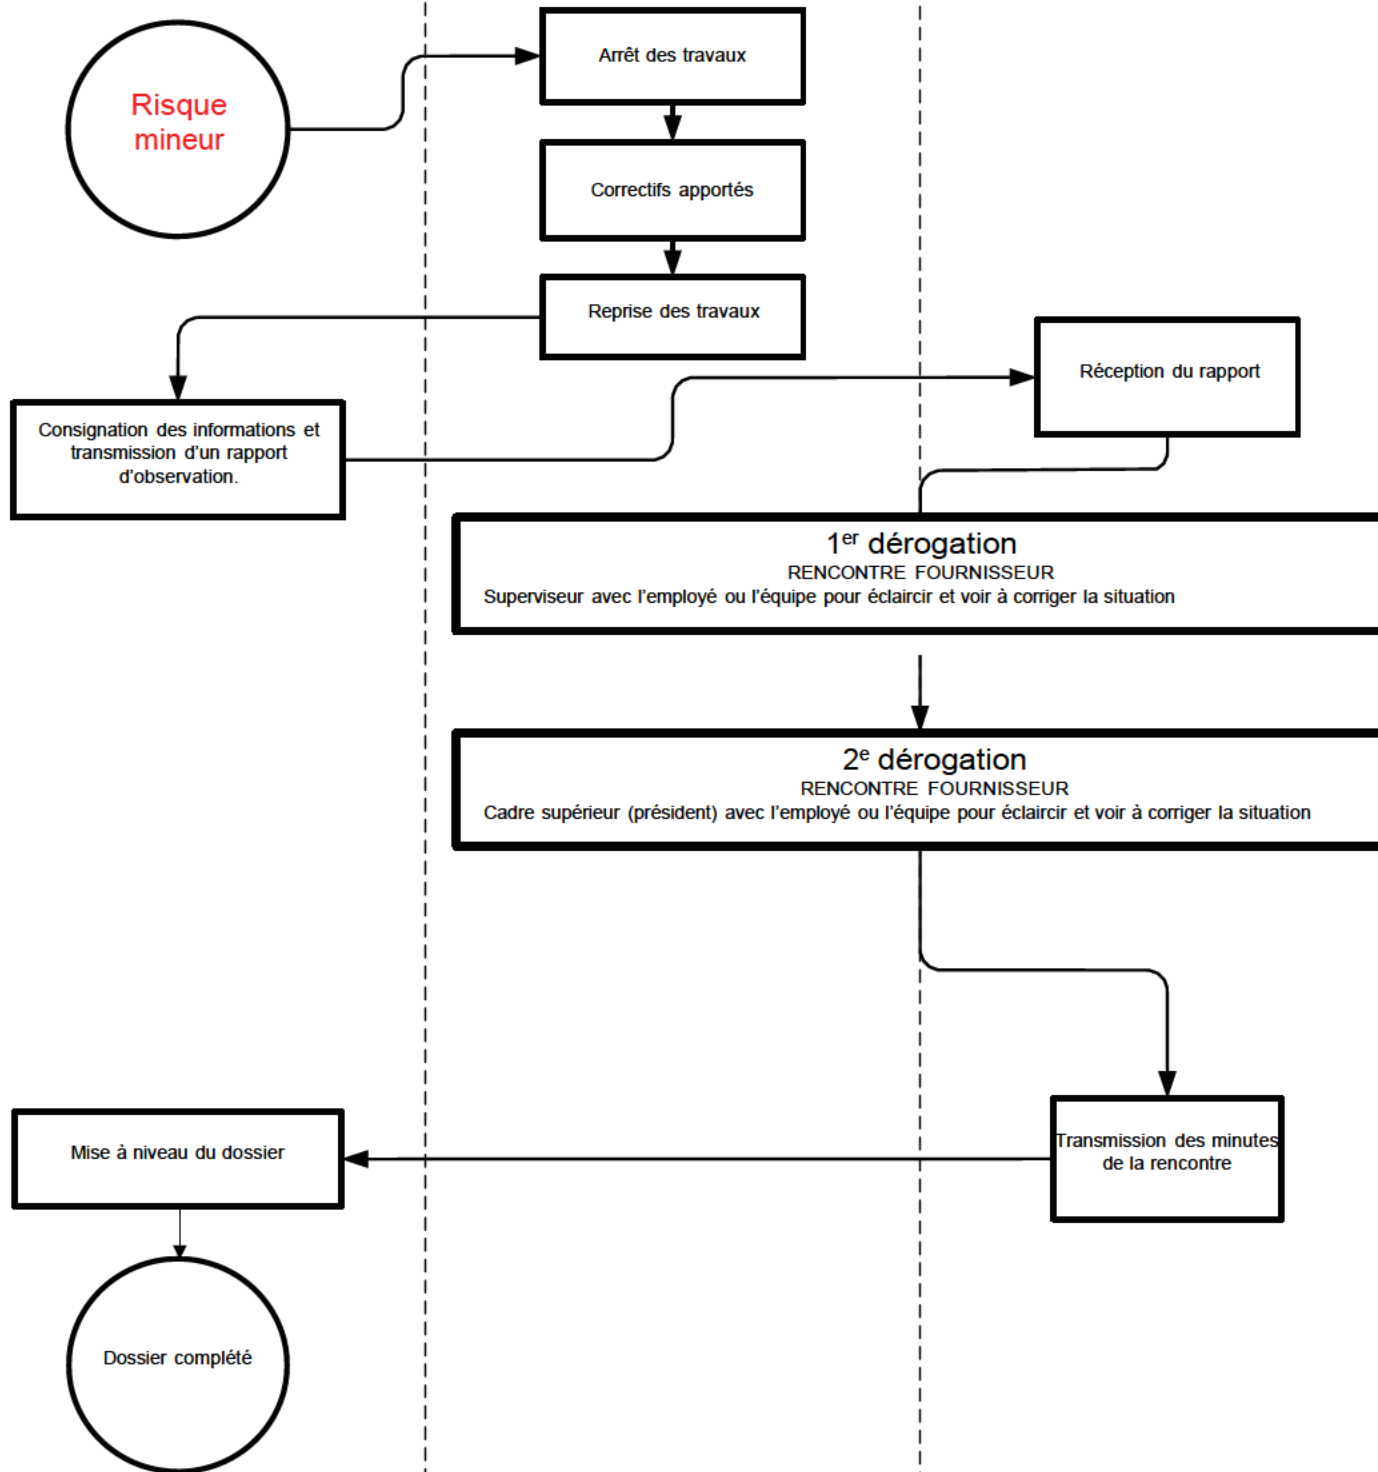 Risque
mineur
Arrêt des travaux
Correctifs apportés
Reprise des travaux
Consignation des informations et
transmission d'un rapport
d'observation.
Réception du rapport
1er dérogation
RENCONTRE FOURNISSEUR
Superviseur avec l'employé ou l'équipe pour éclaircir et voir à corriger la situation
2e dérogation
RENCONTRE FOURNISSEUR
Cadre supérieur (président) avec l'employé ou l'équipe pour éclaircir et voir à corriger la situation
Transmission des minutes
de la rencontre
Mise à niveau du dossier
Dossier complété